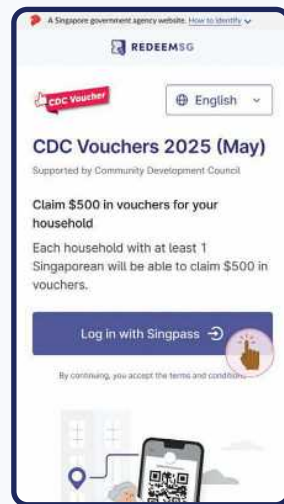 A Singapore government agency website. How to identify
REDEEMSG
CDC Voucher
English
CDC Vouchers 2025 (May)
Supported by Community Development Council
Claim $500 in vouchers for your
household
Each household with at least 1
Singaporean will be able to claim $500 in
vouchers.
Log in with Singpass
By continuing, you accept the terms and conditions